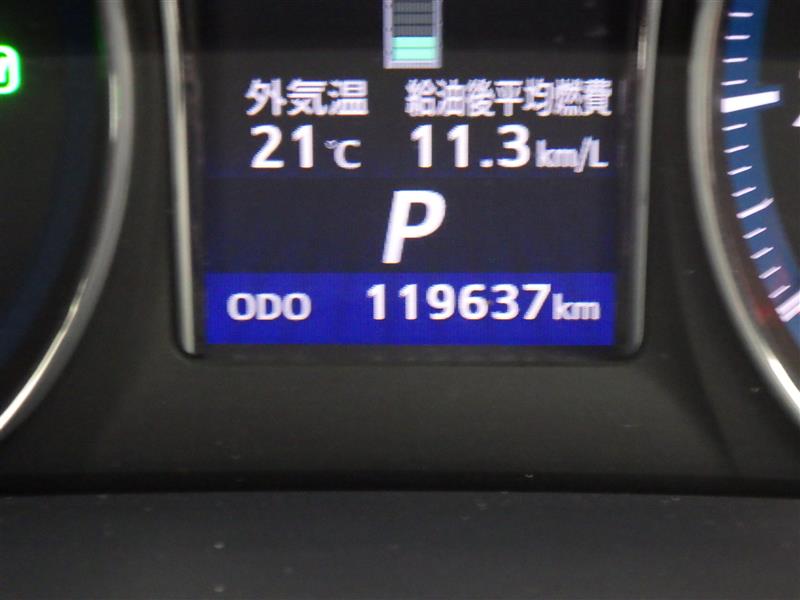 外気温 給油後平均燃費
21℃ 11.3km/L
P
ODO 119637km